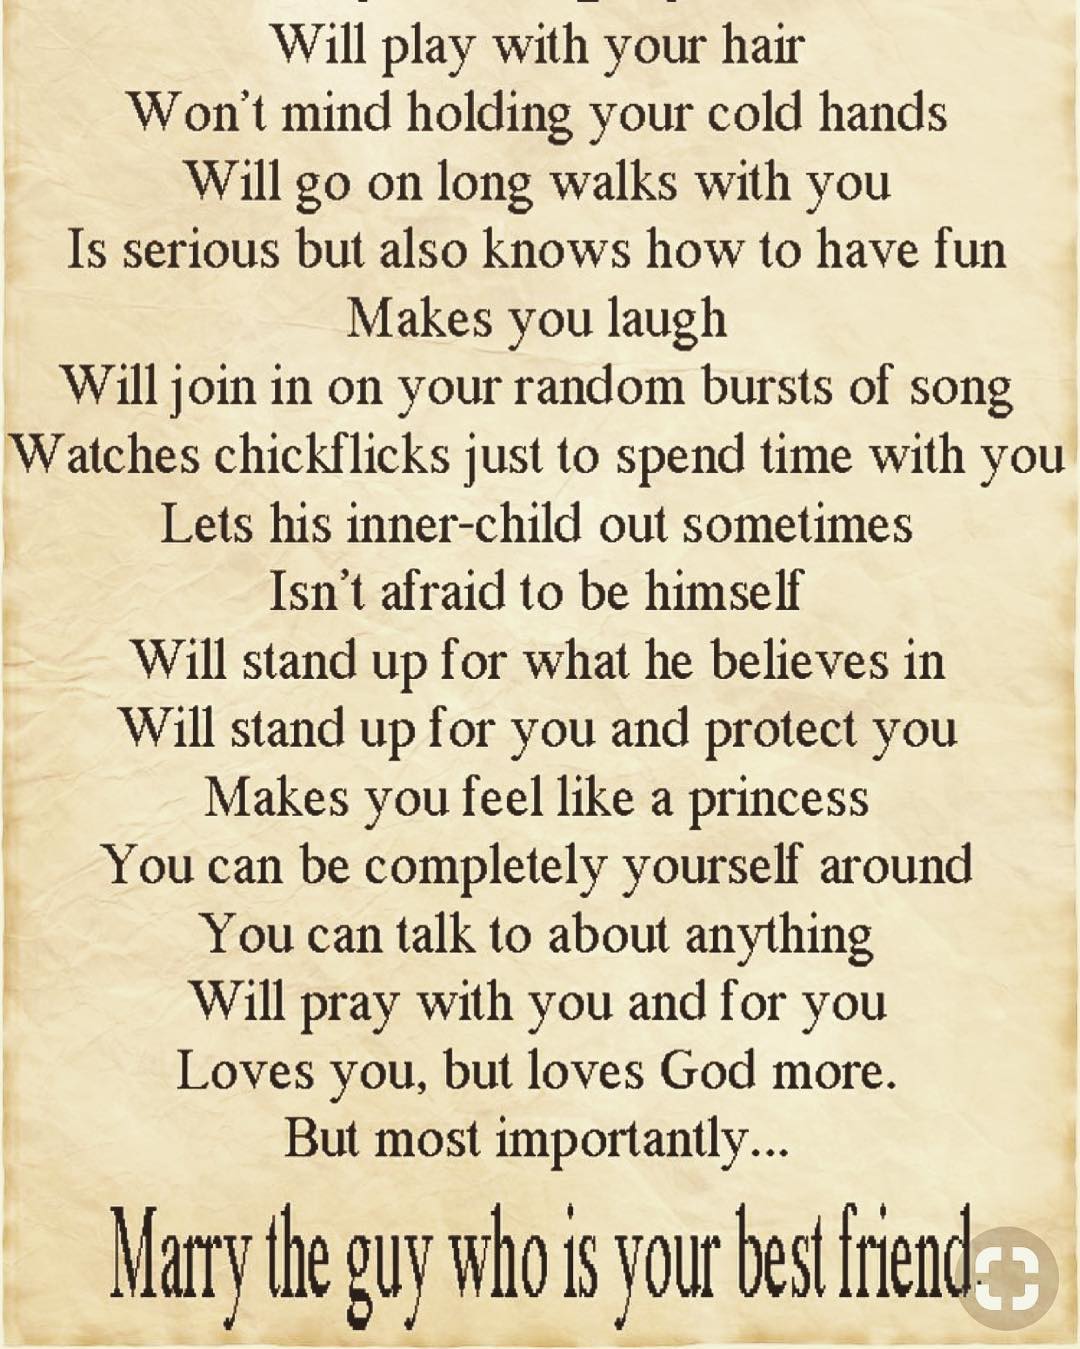 Will play with your hair
Won't mind holding your cold hands
Will go on long walks with you
Is serious but also knows how to have fun
Makes you laugh
Will join in on your random bursts of song
Watches chickflicks just to spend time with you
Lets his inner-child out sometimes
Isn't afraid to be himself
Will stand up for what he believes in
Will stand up for you and protect you
Makes you feel like a princess
You can be completely yourself around
You can talk to about anything
Will pray with you and for you
Loves you, but loves God more.
But most importantly...
Marry the guy who is your best friend.